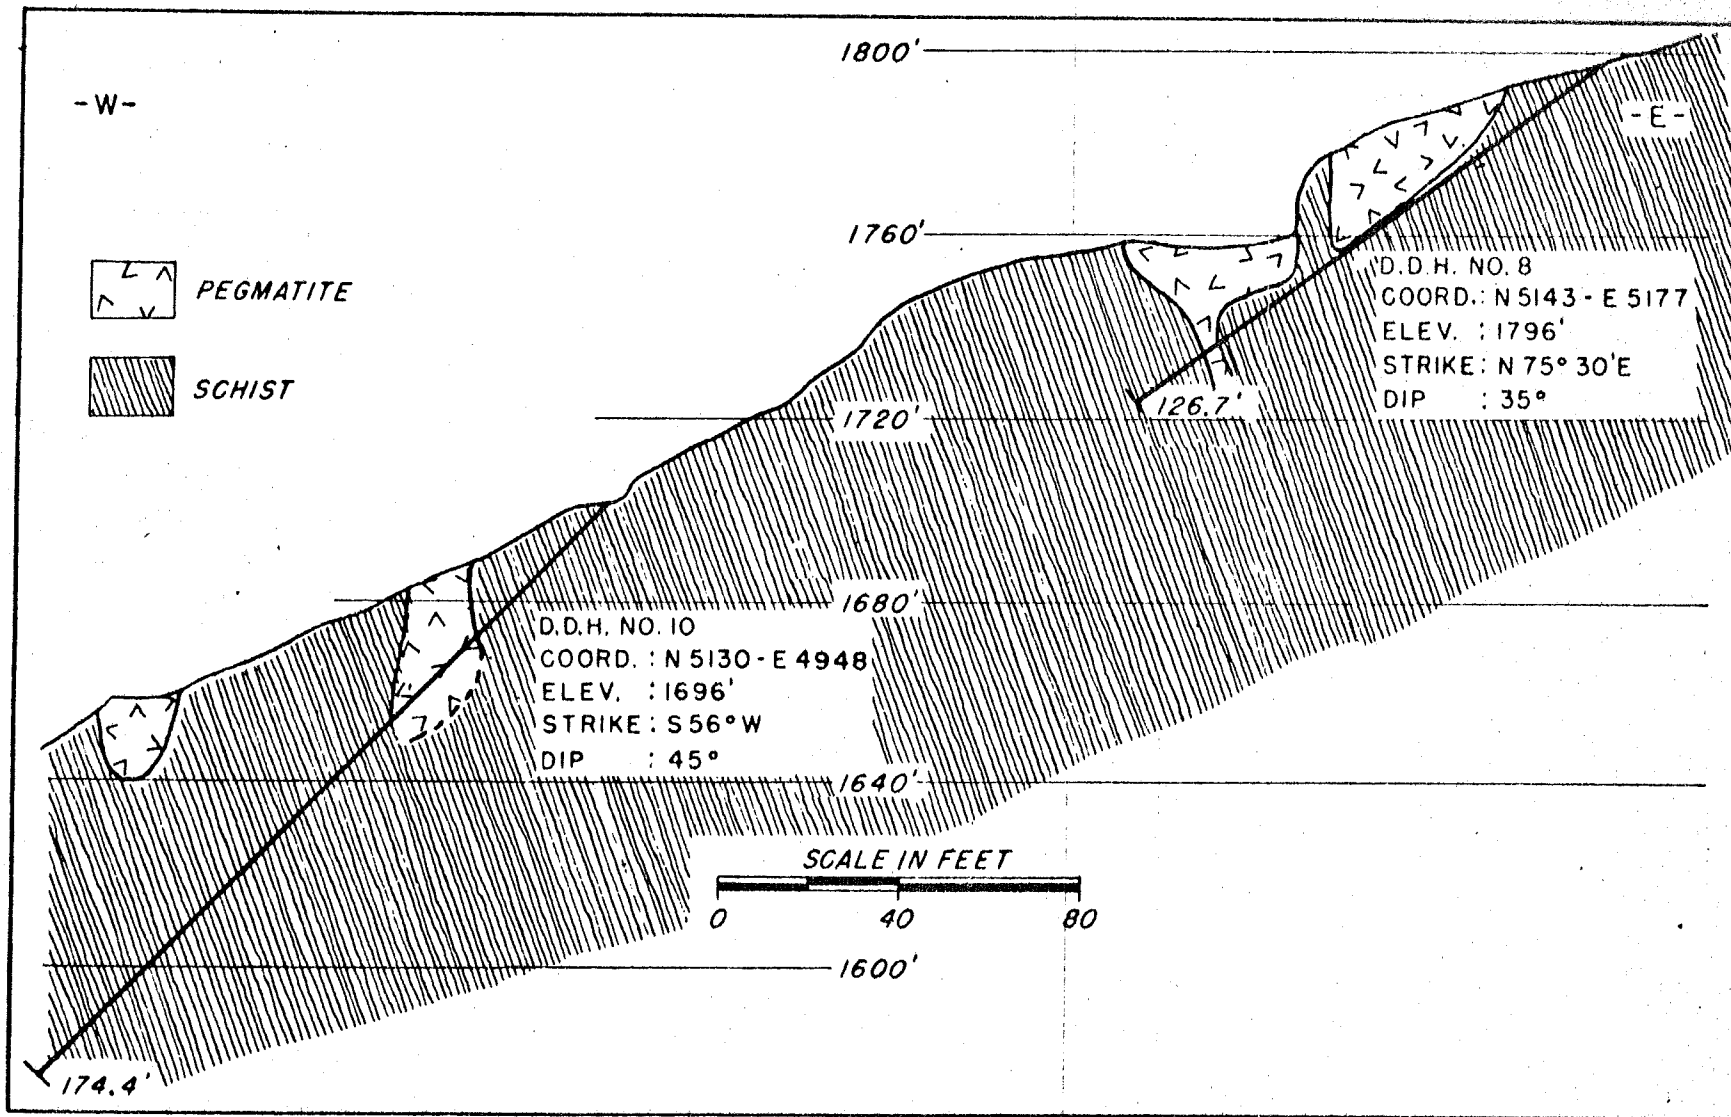 1800'
-W-
-E-
1760'
PEGMATITE
D.D.H. NO. 8
COORD.: N 5143 - E 5177
ELEV. : 1796'
STRIKE: N 75° 30'E
DIP : 35°
SCHIST
126.7'
1720'
1680'
D.D.H. NO. 10
COORD. : N 5130 - E 4948
ELEV. : 1696'
STRIKE : S 56° W
DIP : 45°
1640'
SCALE IN FEET
0 40 80
1600'
174.4'